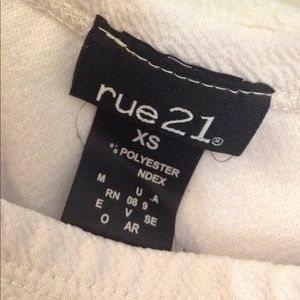 rue21®
XS
% POLYESTER
NDEX
M U .A
RN 08 9
E V SE
O AR